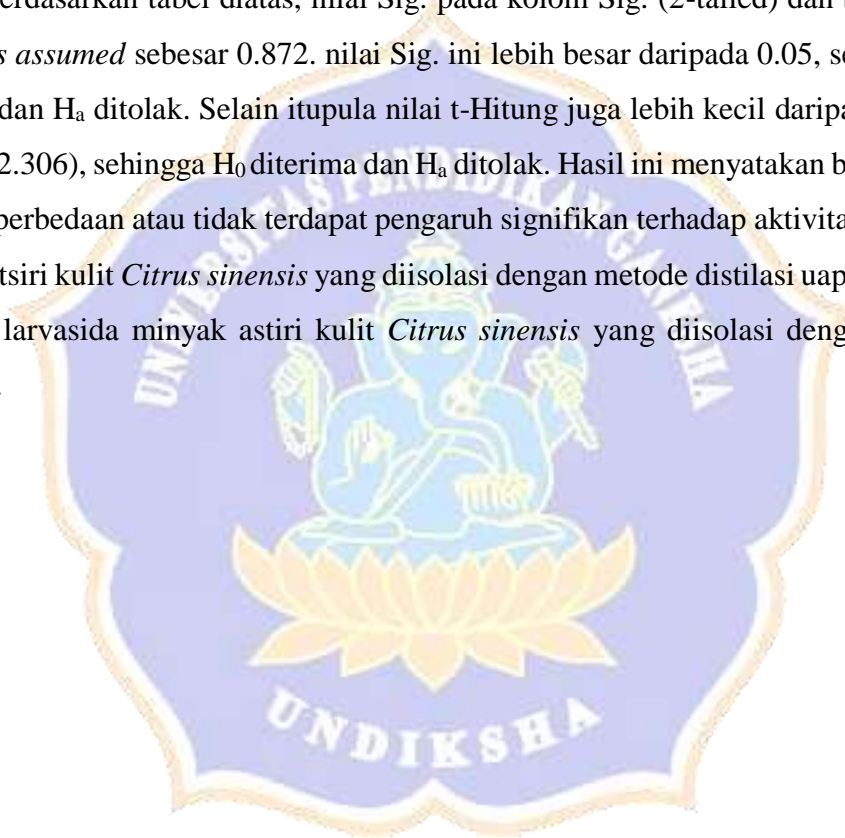 erdasarkan tabel diatas, nilai Sig. pada kolom Sig. (2-tailed) dan
s assumed sebesar 0.872. nilai Sig. ini lebih besar daripada 0.05, se
dan Ha ditolak. Selain itupula nilai t-Hitung juga lebih kecil daripa
2.306), sehingga H0 diterima dan Ha ditolak. Hasil ini menyatakan b
perbedaan atau tidak terdapat pengaruh signifikan terhadap aktivita
tsiri kulit Citrus sinensis yang diisolasi dengan metode distilasi uap
larvasida minyak astiri kulit Citrus sinensis yang diisolasi deng
UNIVERSITAS PENDIDIKAN GANESHA
UNDIKSHA